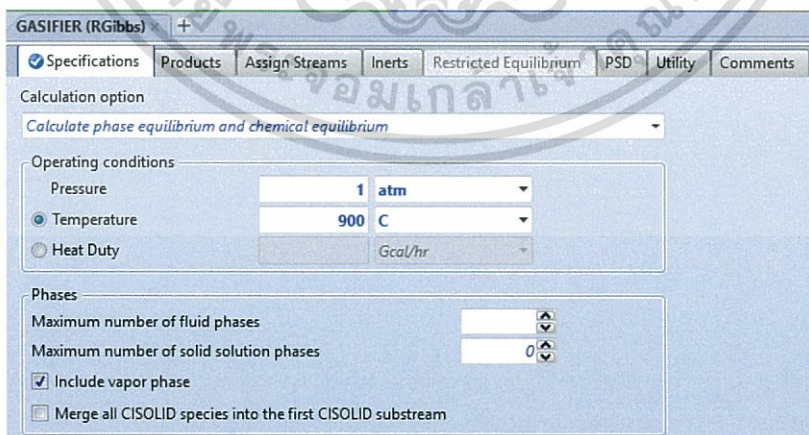 GASIFIER (RGibbs) × +
Specifications Products Assign Streams Inerts Restricted Equilibrium PSD Utility Comments
Calculation option
Calculate phase equilibrium and chemical equilibrium
Operating conditions
Pressure 1 atm
Temperature 900 C
Heat Duty Gcal/hr
Phases
Maximum number of fluid phases
Maximum number of solid solution phases 0
Include vapor phase
Merge all CISOLID species into the first CISOLID substream